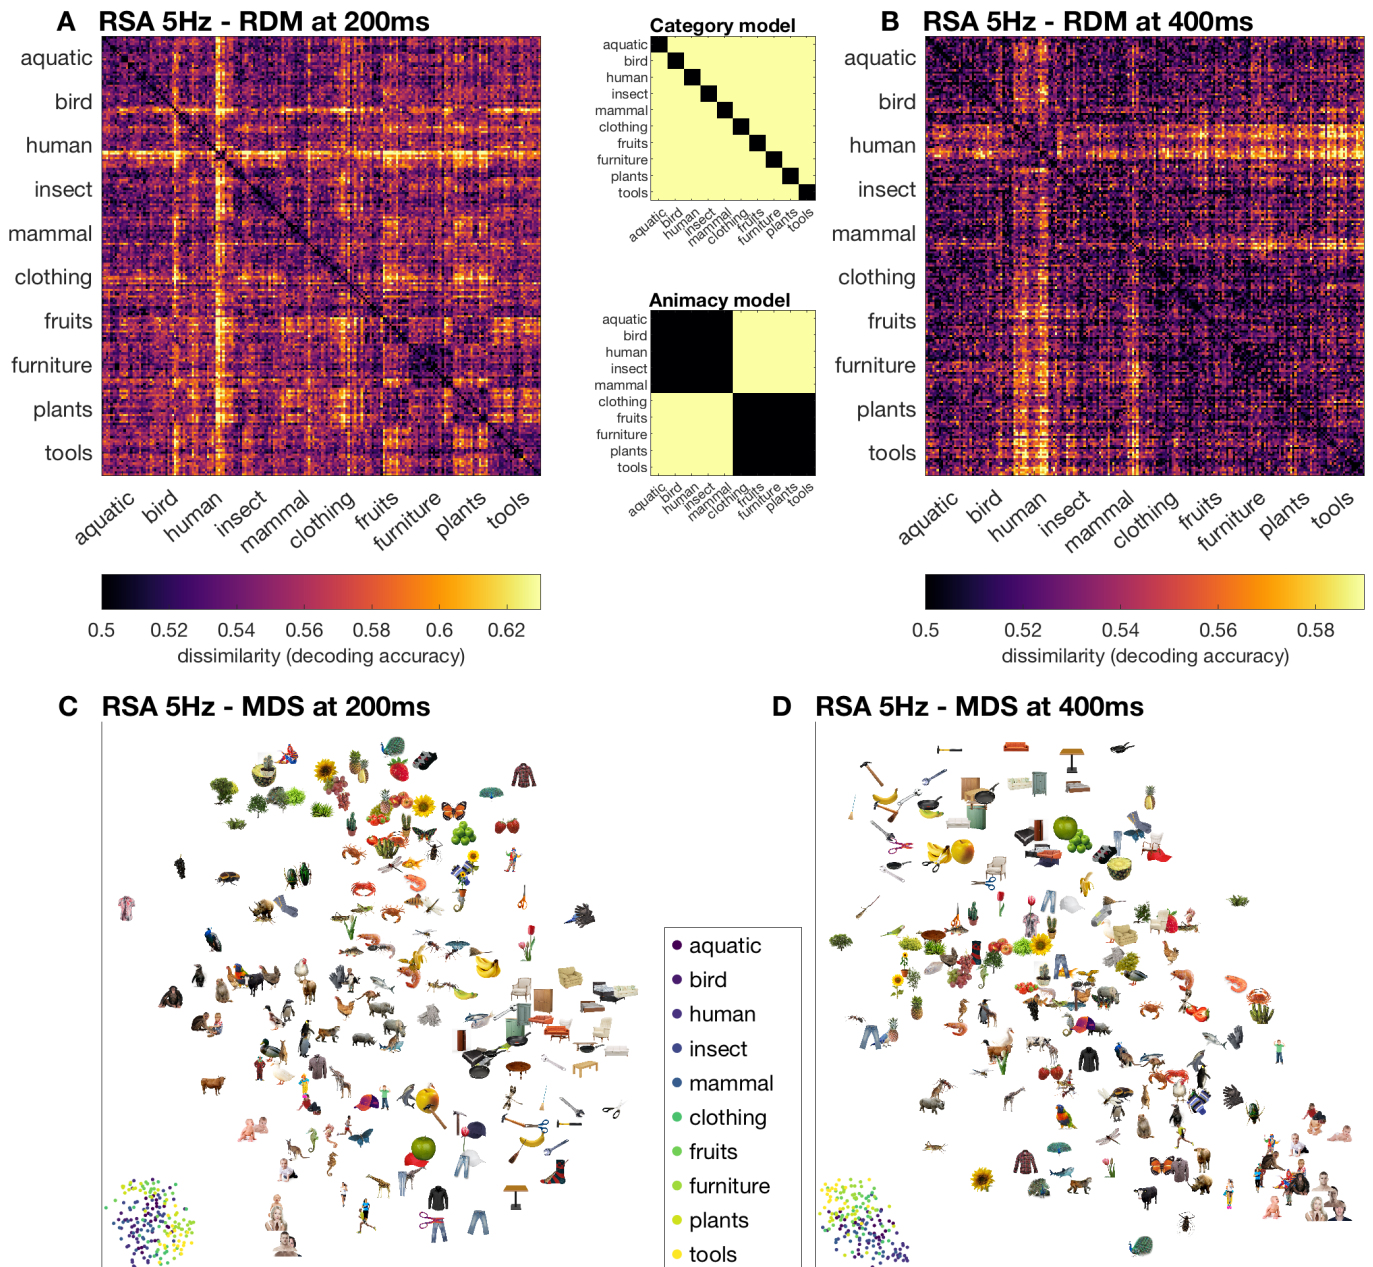 A RSA 5Hz - RDM at 200ms
aquatic
bird
human
insect
mammal
clothing
fruits
furniture
plants
tools
aquatic
bird
human
insect
mammal
clothing
fruits
furniture
plants
tools
0.5 0.52 0.54 0.56 0.58 0.6 0.62
dissimilarity (decoding accuracy)
Category model
aquatic
bird
human
insect
mammal
clothing
fruits
furniture
plants
tools
aquatic
bird
human
insect
mammal
clothing
fruits
furniture
plants
tools
Animacy model
aquatic
bird
human
insect
mammal
clothing
fruits
furniture
plants
tools
aquatic
bird
human
insect
mammal
clothing
fruits
furniture
plants
tools
B RSA 5Hz - RDM at 400ms
aquatic
bird
human
insect
mammal
clothing
fruits
furniture
plants
tools
aquatic
bird
human
insect
mammal
clothing
fruits
furniture
plants
tools
0.5 0.52 0.54 0.56 0.58
dissimilarity (decoding accuracy)
C RSA 5Hz - MDS at 200ms
aquatic
bird
human
insect
mammal
clothing
fruits
furniture
plants
tools
D RSA 5Hz - MDS at 400ms